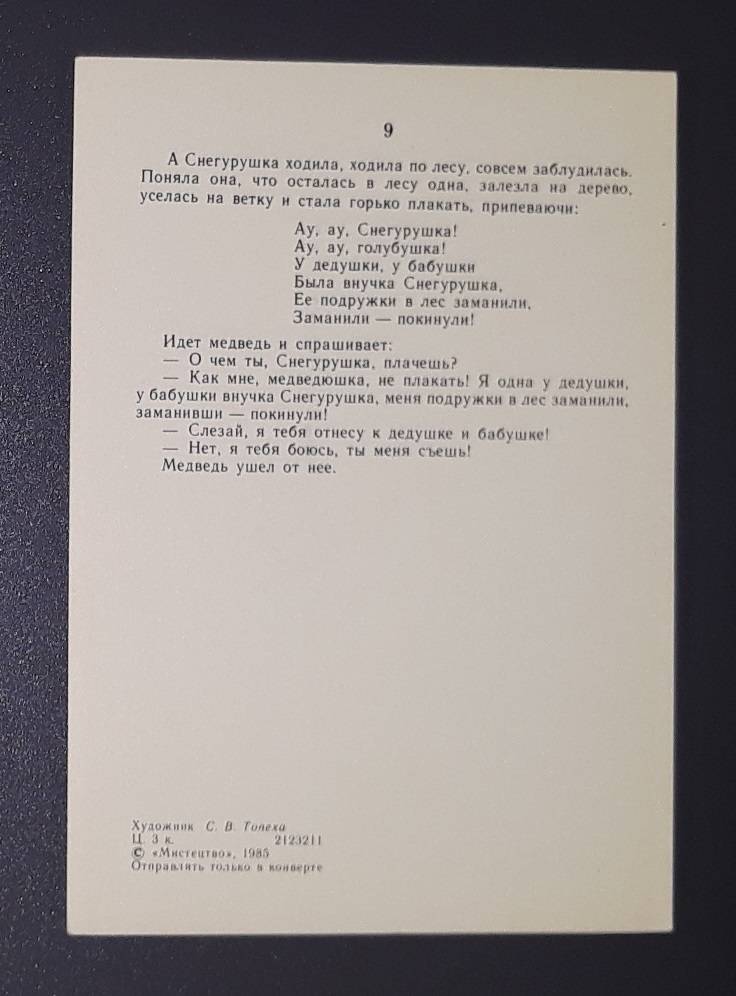 9
А Снегурушка ходила, ходила по лесу, совсем заблудилась.
Поняла она, что осталась в лесу одна, залезла на дерево,
уселась на ветку и стала горько плакать, припеваючи:
Ау, ау, Снегурушка!
Ау, ау, голубушка!
У дедушки, у бабушки
Была внучка Снегурушка,
Ее подружки в лес заманили,
Заманили — покинули!
Идет медведь и спрашивает:
— О чем ты, Снегурушка, плачешь?
— Как мне, медведюшка, не плакать! Я одна у дедушки,
у бабушки внучка Снегурушка, меня подружки в лес заманили,
заманивши — покинули!
— Слезай, я тебя отнесу к дедушке и бабушке!
— Нет, я тебя боюсь, ты меня съешь!
Медведь ушел от нее.
Художник С. В. Топеха
Ц. 3 к. 2123211
© «Мистецтво», 1985
Отправлять только в конверте